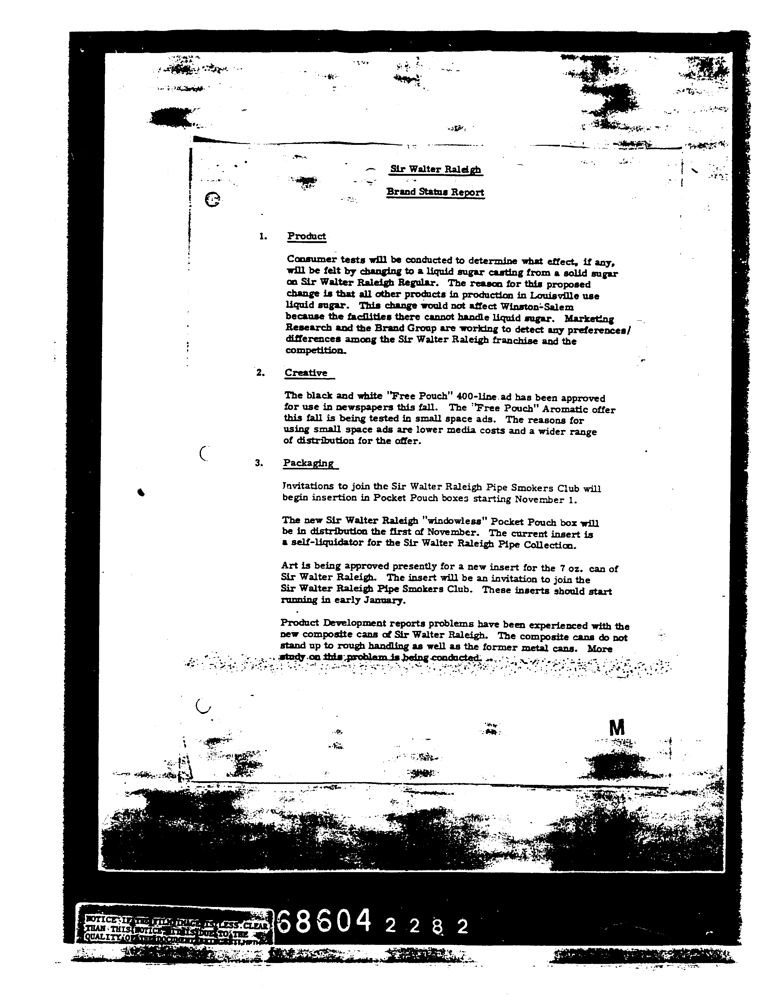 Sir Walter Raleigh
Brand Status Report
1. Product
Consumer tests will be conducted to determine what effect, if any,
will be felt by changing to a liquid sugar casting from a solid sugar
on Sir Walter Raleigh Regular. The reason for this proposed
change is that all other products in production in Louisville use
liquid sugar. This change would not affect Winston-Salem
because the facilities there cannot handle liquid sugar. Marketing
Research and the Brand Group are working to detect any preferences/
differences among the Sir Walter Raleigh franchise and the
competition.
2. Creative
The black and white "Free Pouch" 400-line ad has been approved
for use in newspapers this fall. The "Free Pouch" Aromatic offer
this fall is being tested in small space ads. The reasons for
using small space ads are lower media costs and a wider range
of distribution for the offer.
3. Packaging
Invitations to join the Sir Walter Raleigh Pipe Smokers Club will
begin insertion in Pocket Pouch boxes starting November 1.
The new Sir Walter Raleigh "windowless" Pocket Pouch box will
be in distribution the first of November. The current insert is
a self-liquidator for the Sir Walter Raleigh Pipe Collection.
Art is being approved presently for a new insert for the 7 oz. can of
Sir Walter Raleigh. The insert will be an invitation to join the
Sir Walter Raleigh Pipe Smokers Club. These inserts should start
running in early January.
Product Development reports problems have been experienced with the
new composite cans of Sir Walter Raleigh. The composite cans do not
stand up to rough handling as well as the former metal cans. More
study on this problem is being conducted.
M
NOTICE IF THE FILM IMAGE IS LESS CLEAR
THAN THIS NOTICE IT IS DUE TO THE
QUALITY OF THE DOCUMENT
68604 2282